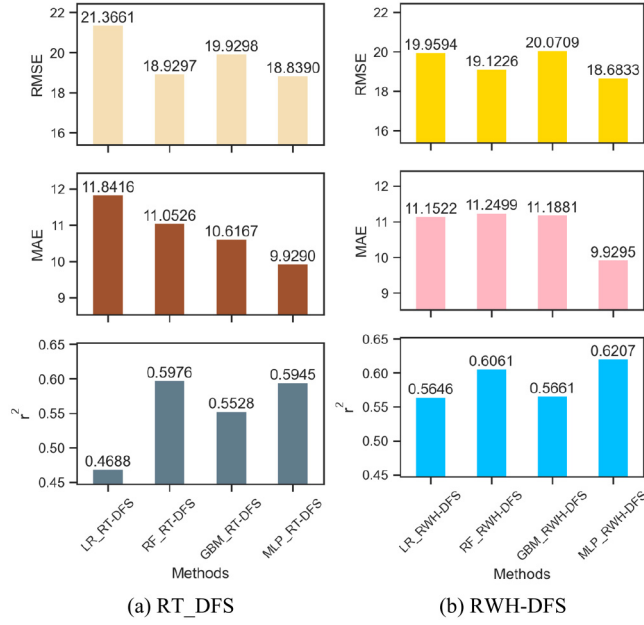 21.3661
22
20
18
16
RMSE
18.9297
19.9298
18.8390
11.8416
12
11
10
9
MAE
11.0526
10.6167
9.9290
0.65
0.60
0.55
0.50
0.45
r²
0.4688
0.5976
0.5528
0.5945
LR_RT-DFS
RF_RT-DFS
GBM_RT-DFS
MLP_RT-DFS
Methods
(a) RT_DFS
22
20
18
16
RMSE
19.9594
19.1226
20.0709
18.6833
12
11
10
9
MAE
11.1522
11.2499
11.1881
9.9295
0.65
0.60
0.55
0.50
0.45
r²
0.5646
0.6061
0.5661
0.6207
LR_RWH-DFS
RF_RWH-DFS
GBM_RWH-DFS
MLP_RWH-DFS
Methods
(b) RWH-DFS